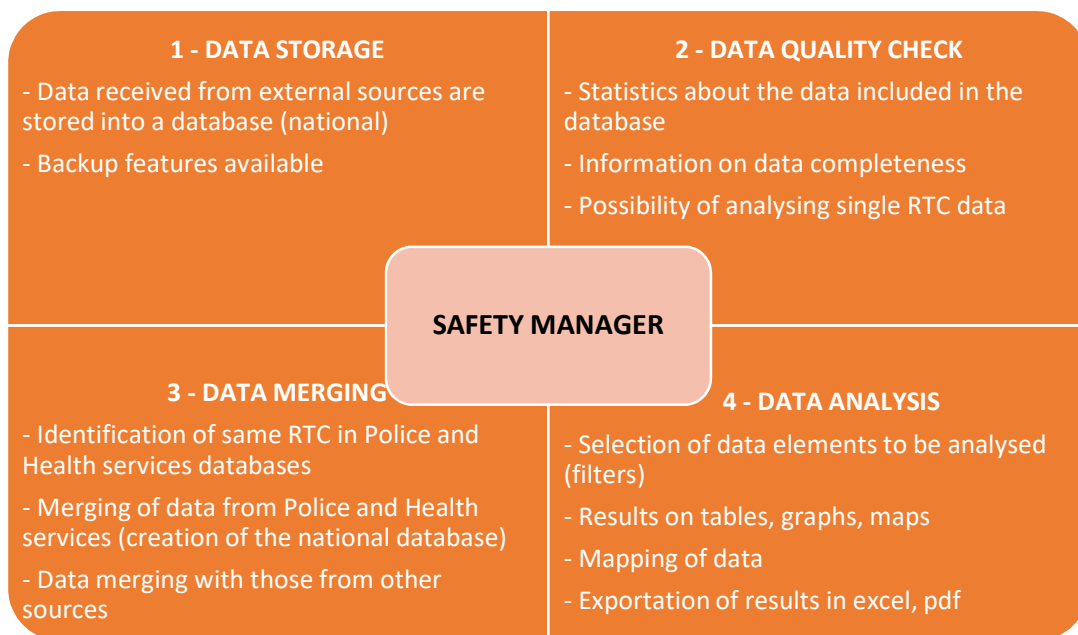 1 - DATA STORAGE
- Data received from external sources are
stored into a database (national)
- Backup features available
2 - DATA QUALITY CHECK
- Statistics about the data included in the
database
- Information on data completeness
- Possibility of analysing single RTC data
SAFETY MANAGER
3 - DATA MERGING
- Identification of same RTC in Police and
Health services databases
- Merging of data from Police and Health
services (creation of the national database)
- Data merging with those from other
sources
4 - DATA ANALYSIS
- Selection of data elements to be analysed
(filters)
- Results on tables, graphs, maps
- Mapping of data
- Exportation of results in excel, pdf